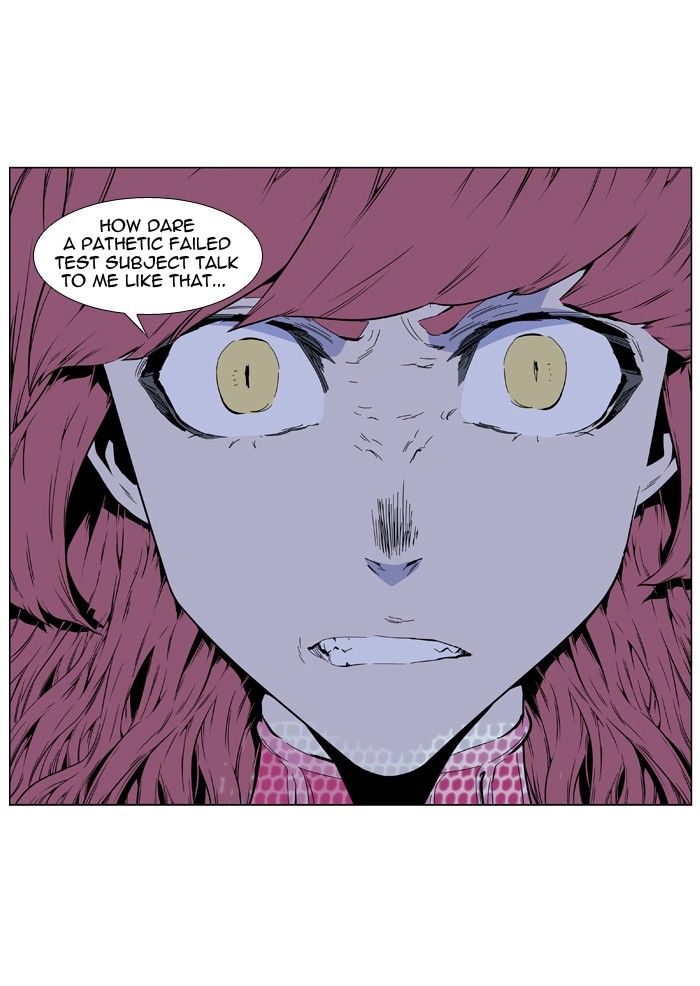 HOW DARE
A PATHETIC FAILED
TEST SUBJECT TALK
TO ME LIKE THAT...